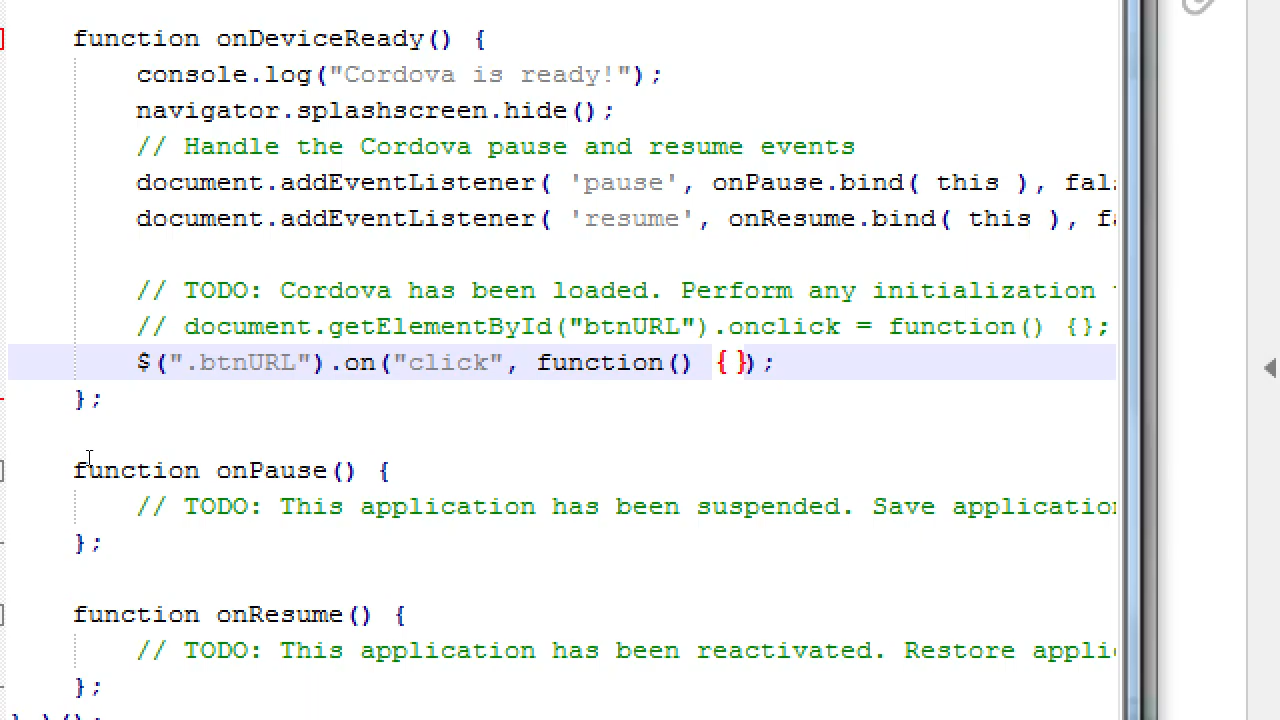 function onDeviceReady() {
console.log("Cordova is ready!");
navigator.splashscreen.hide();
// Handle the Cordova pause and resume events
document.addEventListener( 'pause', onPause.bind( this ),
document.addEventListener( 'resume', onResume.bind( this ),
// TODO: Cordova has been loaded. Perform any initialization
// document.getElementById("btnURL").onclick = function() {};
$(".btnURL").on("click", function() {});
};
function onPause() {
// TODO: This application has been suspended. Save
};
function onResume() {
// TODO: This application has been reactivated. Restore
};
} )();